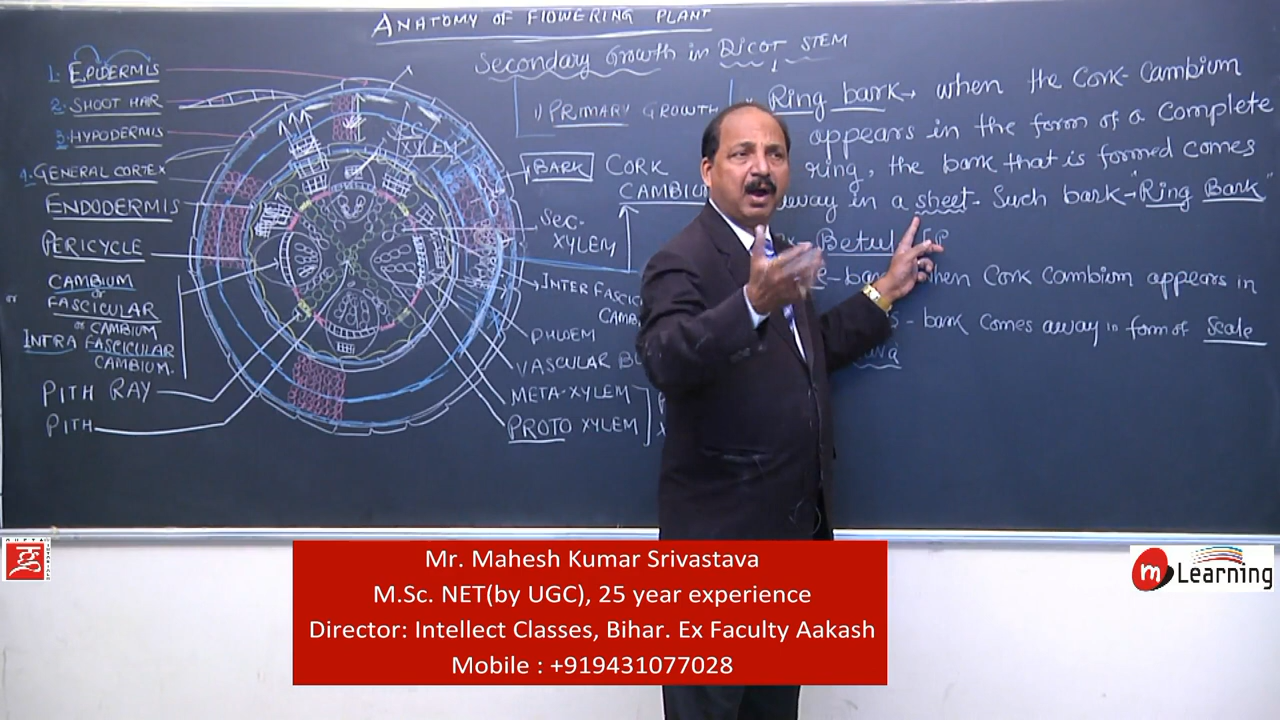 ANATOMY OF FLOWERING PLANT
Secondary Growth in DICOT STEM
1. EPIDERMIS
2. SHOOT HAIR
3. HYPODERMIS
4. GENERAL CORTEX
ENDODERMIS
PERICYCLE
CAMBIUM
or
FASCICULAR
or CAMBIUM
INTRA FASCICULAR
CAMBIUM.
or
PITH RAY
PITH
SEC
XYLEM
1) PRIMARY GROWTH
BARK
CORK
CAMBIU
SEC.
XYLEM
INTER FASCIC
CAMB
PHLOEM
VASCULAR BU
META-XYLEM
PROTO XYLEM
Ring bark → when the Cork-Cambium
appears in the form of a Complete
ring, the bark that is formed comes
away in a sheet. Such bark → "Ring Bark"
Betul
when Cork Cambium appears in
- bark comes away in form of Scale
Mr. Mahesh Kumar Srivastava
M.Sc. NET(by UGC), 25 year experience
Director: Intellect Classes, Bihar. Ex Faculty Aakash
Mobile : +919431077028
m Learning